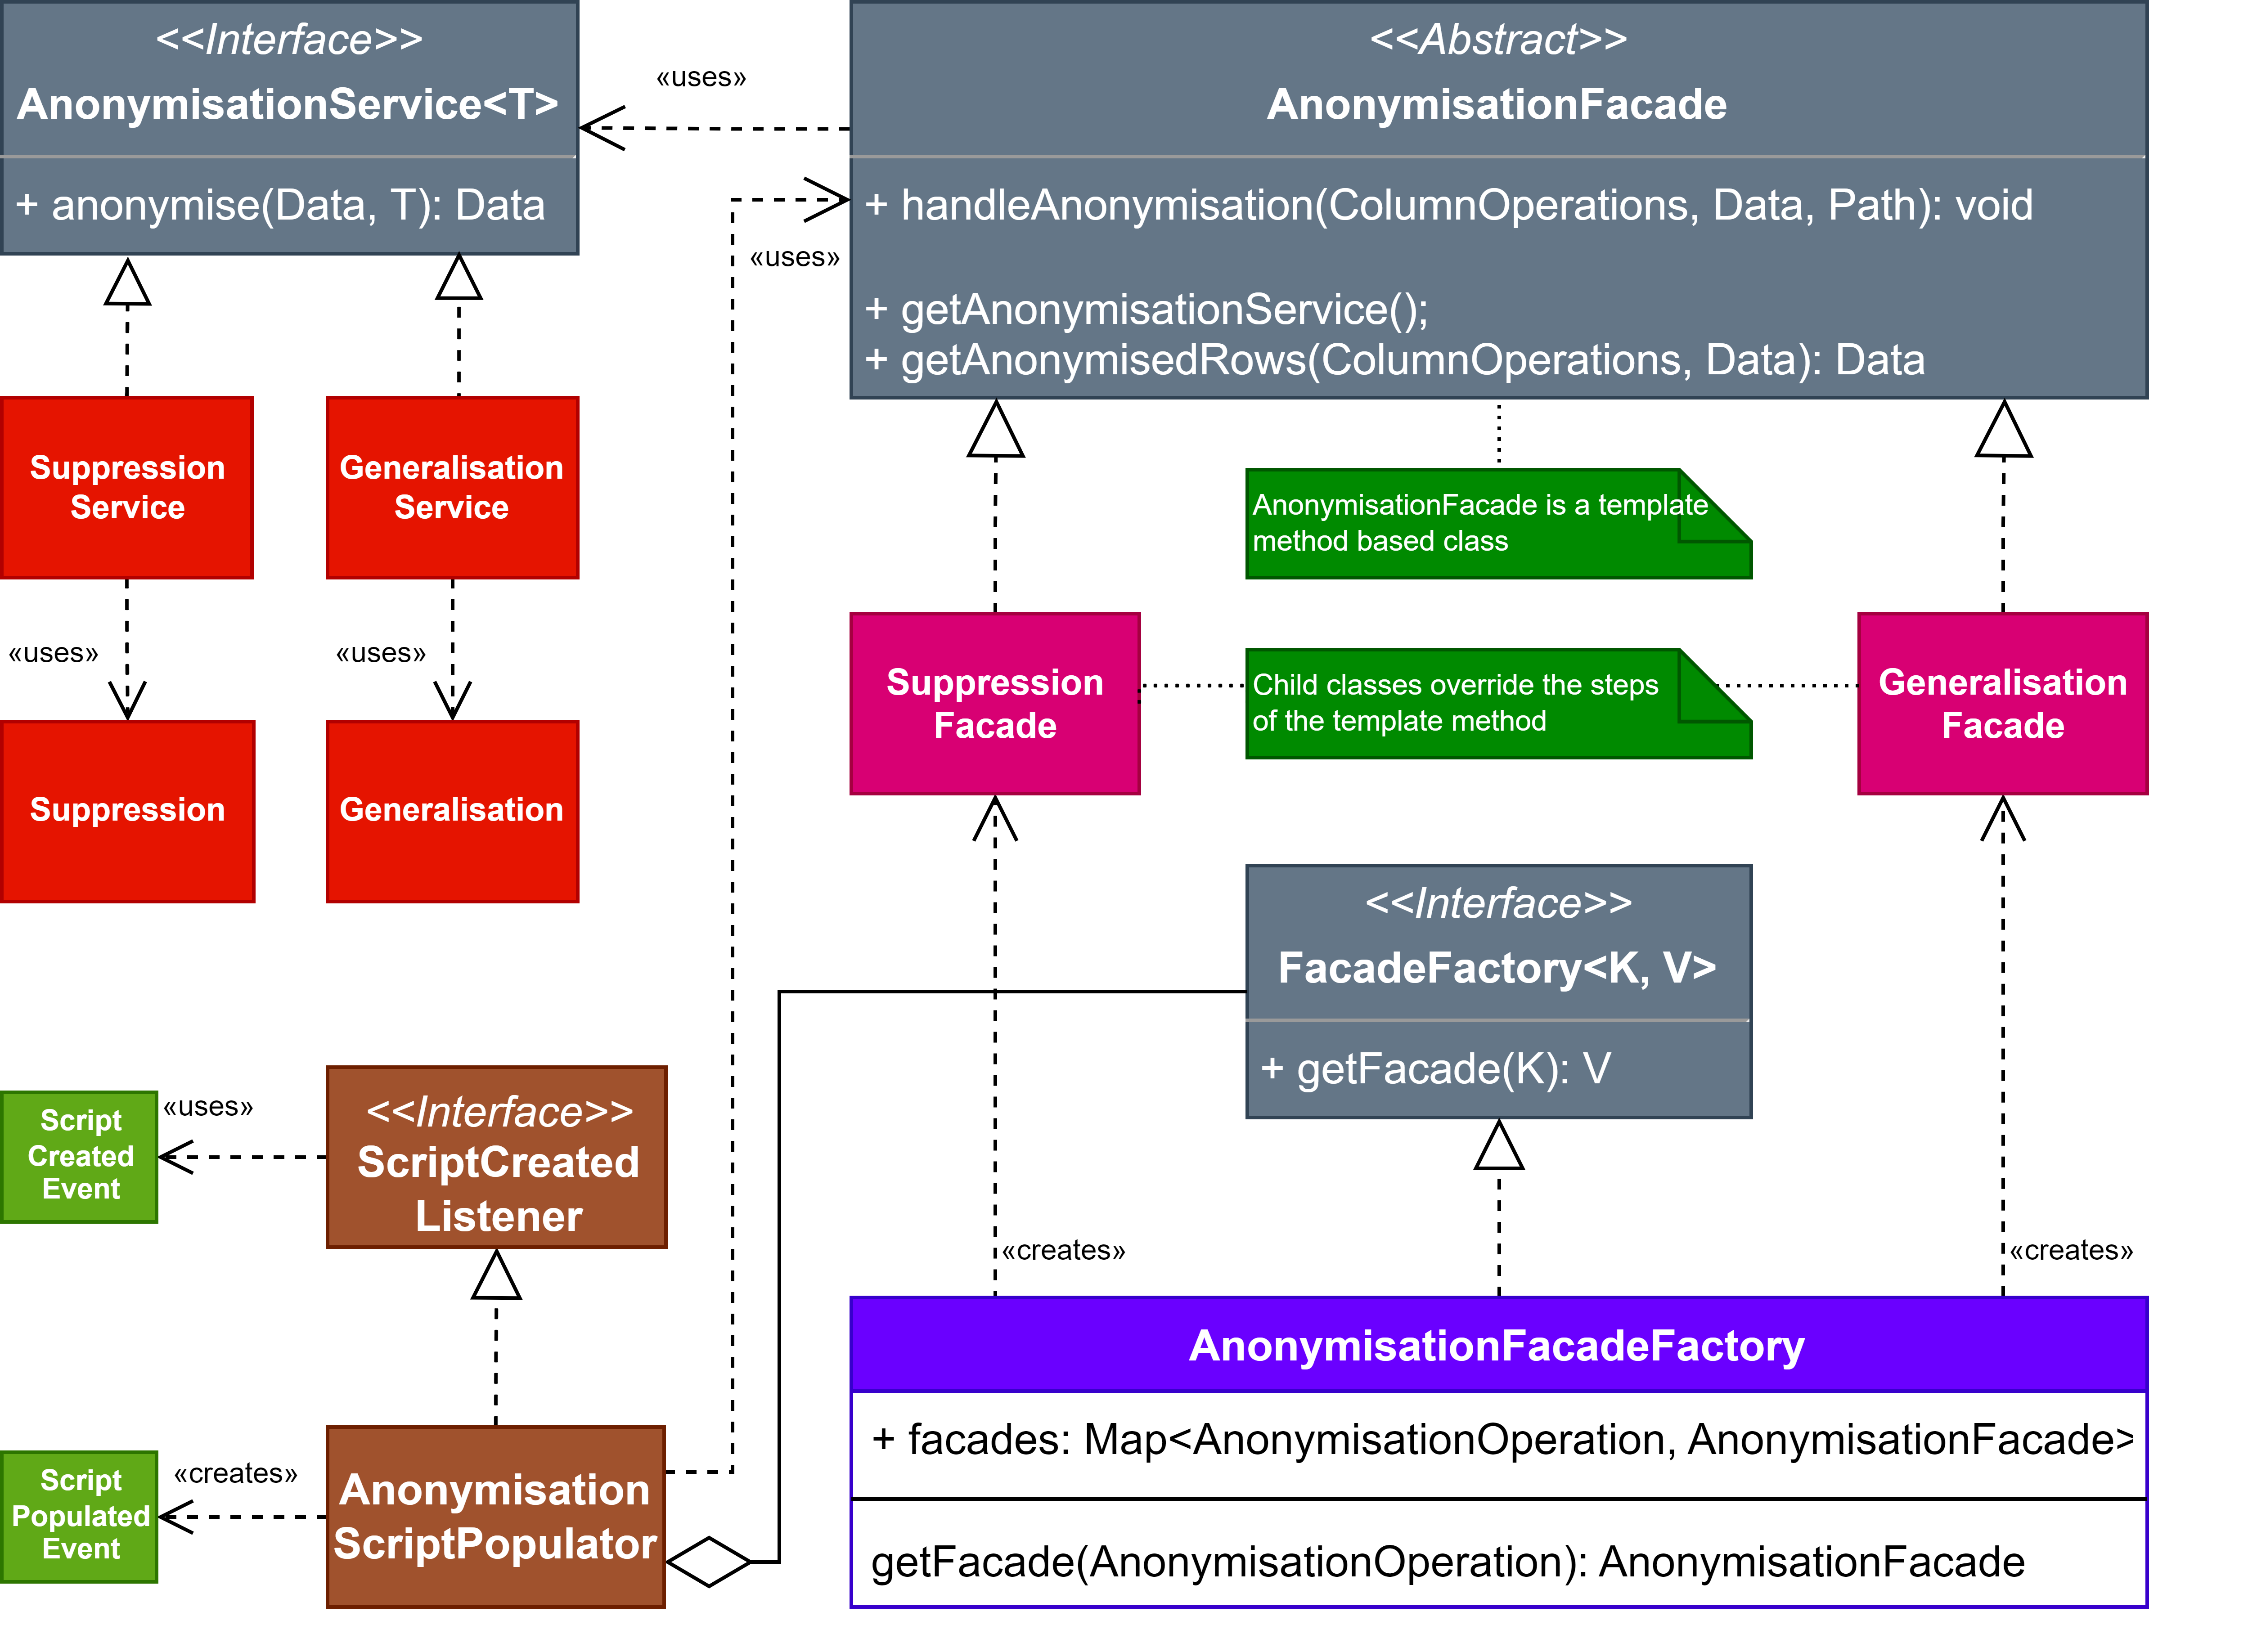 <<Interface>>
AnonymisationService<T>
+ anonymise(Data, T): Data
«uses»
<<Abstract>>
AnonymisationFacade
+ handleAnonymisation(ColumnOperations, Data, Path): void
+ getAnonymisationService();
+ getAnonymisedRows(ColumnOperations, Data): Data
«uses»
Suppression
Service
Generalisation
Service
AnonymisationFacade is a template
method based class
«uses»
«uses»
Suppression
Facade
Child classes override the steps
of the template method
Generalisation
Facade
Suppression
Generalisation
<<Interface>>
FacadeFactory<K, V>
+ getFacade(K): V
Script
Created
Event
«uses»
<<Interface>>
ScriptCreated
Listener
«creates»
«creates»
AnonymisationFacadeFactory
+ facades: Map<AnonymisationOperation, AnonymisationFacade>
getFacade(AnonymisationOperation): AnonymisationFacade
Script
Populated
Event
«creates»
Anonymisation
ScriptPopulator